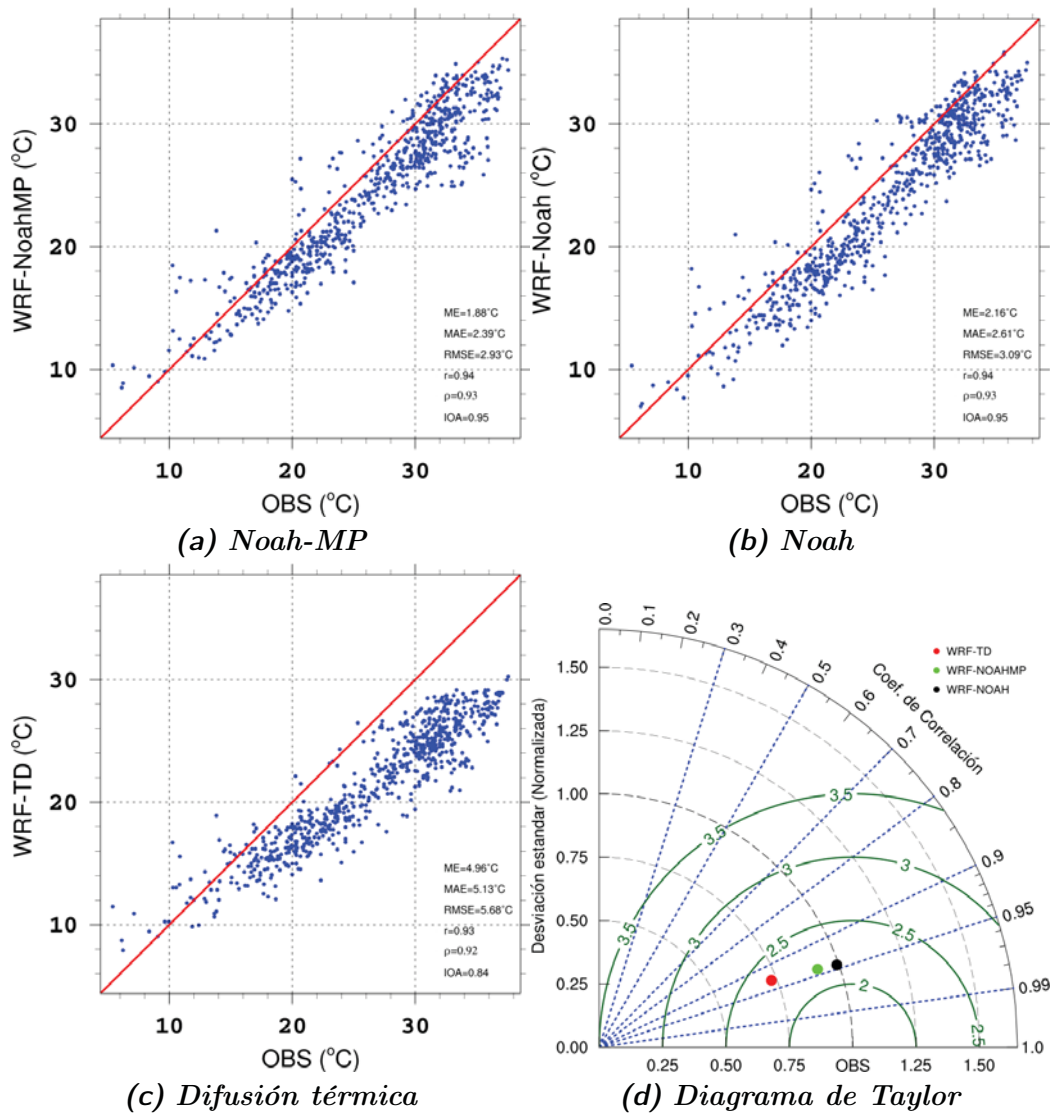 WRF-NoahMP (°C)
30
20
10
ME=1.88°C
MAE=2.39°C
RMSE=2.93°C
r=0.94
ρ=0.93
IOA=0.95
10 20 30
OBS (°C)
(a) Noah-MP
WRF-Noah (°C)
30
20
10
ME=2.16°C
MAE=2.61°C
RMSE=3.09°C
r=0.94
ρ=0.93
IOA=0.95
10 20 30
OBS (°C)
(b) Noah
WRF-TD (°C)
30
20
10
ME=4.96°C
MAE=5.13°C
RMSE=5.68°C
r=0.93
ρ=0.92
IOA=0.84
10 20 30
OBS (°C)
(c) Difusión térmica
WRF-TD
WRF-NOAHMP
WRF-NOAH
Coef. de Correlación
0.0
0.1
0.2
0.3
0.4
0.5
0.6
0.7
0.8
0.9
0.95
0.99
1.0
Desviación estandar (Normalizada)
1.50
1.25
1.00
0.75
0.50
0.25
0.00
3.5
3.5
3.5
3
3
3
2.5
2.5
2.5
2
0.25 0.50 0.75 OBS 1.25 1.50
(d) Diagrama de Taylor